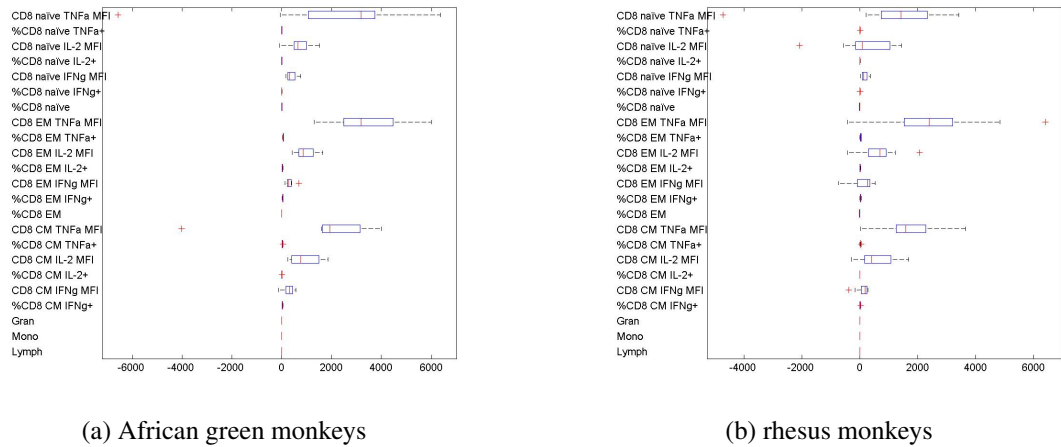 CD8 naïve TNFa MFI
%CD8 naïve TNFa+
CD8 naïve IL-2 MFI
%CD8 naïve IL-2+
CD8 naïve IFNg MFI
%CD8 naïve IFNg+
%CD8 naïve
CD8 EM TNFa MFI
%CD8 EM TNFa+
CD8 EM IL-2 MFI
%CD8 EM IL-2+
CD8 EM IFNg MFI
%CD8 EM IFNg+
%CD8 EM
CD8 CM TNFa MFI
%CD8 CM TNFa+
CD8 CM IL-2 MFI
%CD8 CM IL-2+
CD8 CM IFNg MFI
%CD8 CM IFNg+
Gran
Mono
Lymph
-6000 -4000 -2000 0 2000 4000 6000
(a) African green monkeys
CD8 naïve TNFa MFI
%CD8 naïve TNFa+
CD8 naïve IL-2 MFI
%CD8 naïve IL-2+
CD8 naïve IFNg MFI
%CD8 naïve IFNg+
%CD8 naïve
CD8 EM TNFa MFI
%CD8 EM TNFa+
CD8 EM IL-2 MFI
%CD8 EM IL-2+
CD8 EM IFNg MFI
%CD8 EM IFNg+
%CD8 EM
CD8 CM TNFa MFI
%CD8 CM TNFa+
CD8 CM IL-2 MFI
%CD8 CM IL-2+
CD8 CM IFNg MFI
%CD8 CM IFNg+
Gran
Mono
Lymph
-4000 -2000 0 2000 4000 6000
(b) rhesus monkeys